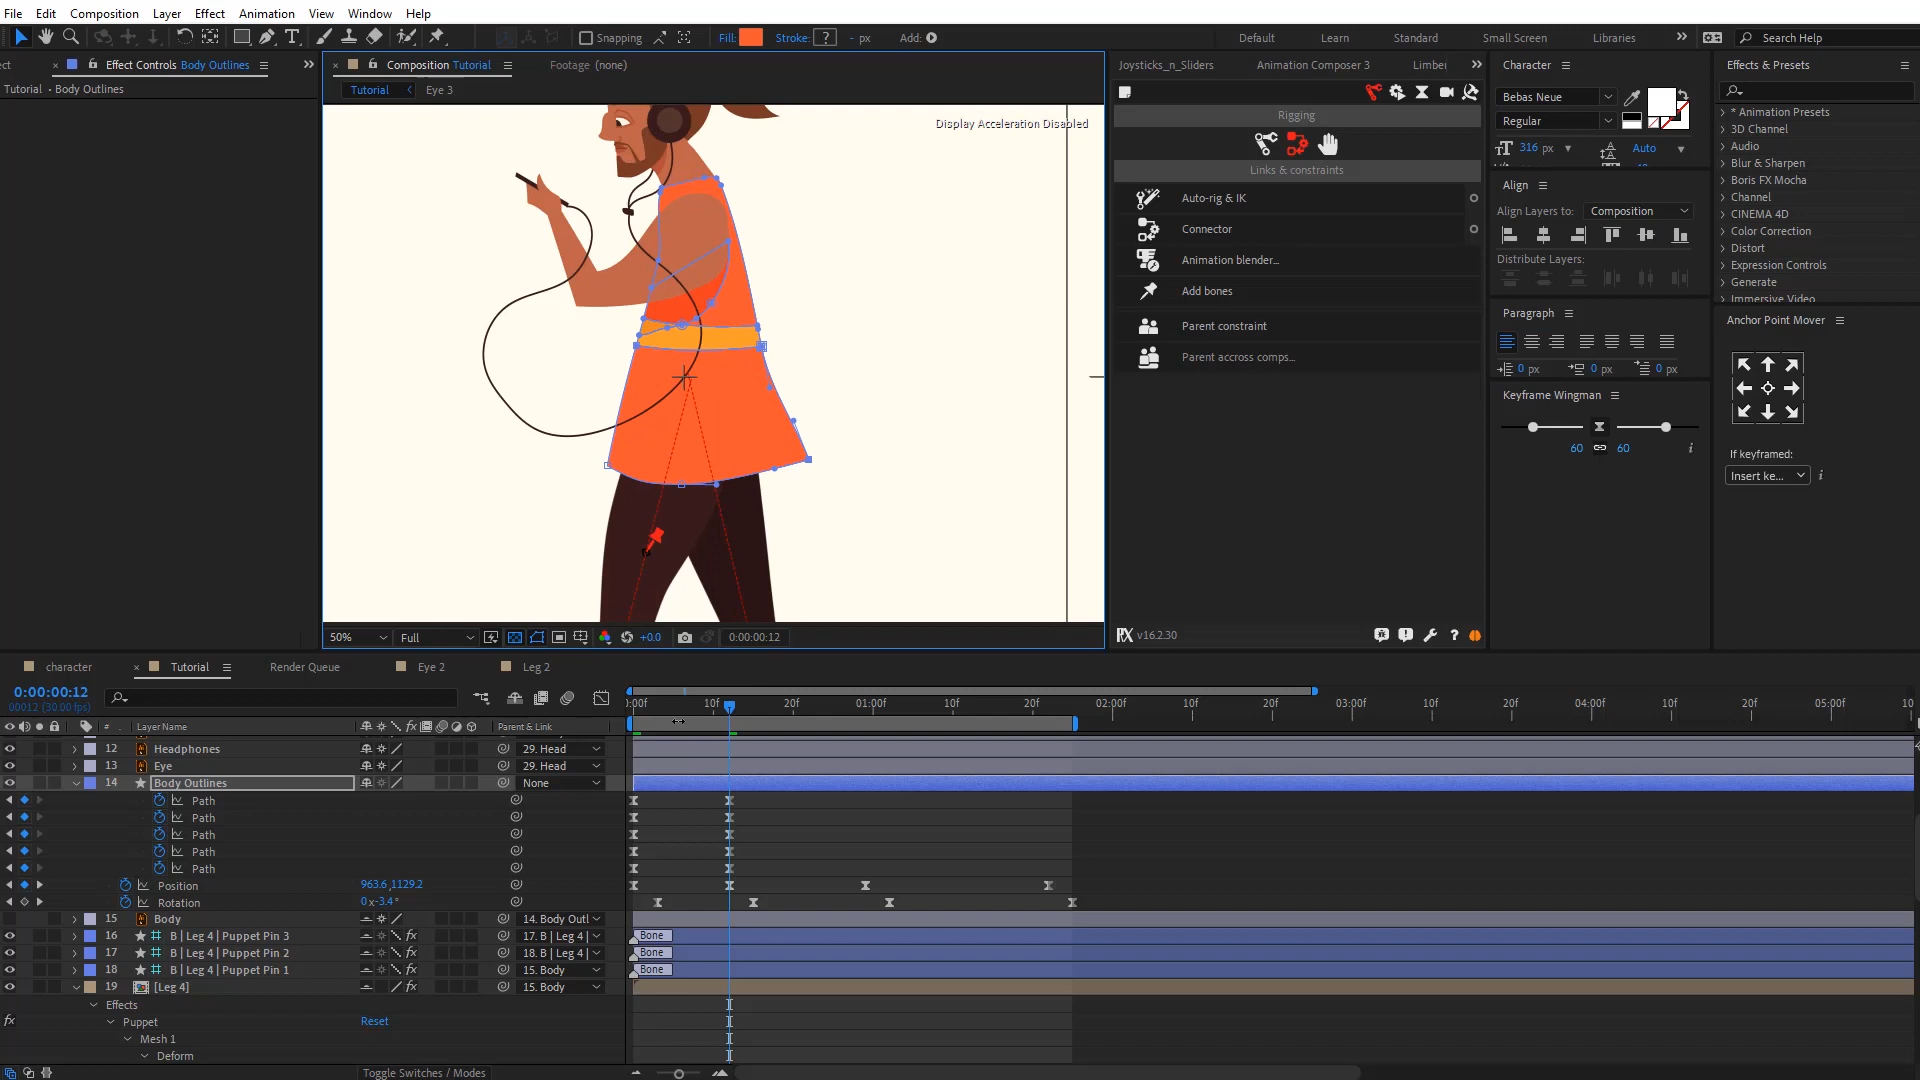 File Edit Composition Layer Effect Animation View Window Help
Snapping Fill: Stroke: ? - px Add: Default Learn Standard Small Screen Libraries Search Help
ect Effect Controls Body Outlines Composition Tutorial Footage (none) Joysticks_n_Sliders Animation Composer 3 Limber Character Effects & Presets
Tutorial • Body Outlines Tutorial Eye 3
Bebas Neue
Regular
Display Acceleration Disabled
Rigging
Links & constraints
316 px Auto
Auto-rig & IK
Connector
Animation blender...
Add bones
Parent constraint
Parent accross comps...
v16.2.30
Align
Align Layers to: Composition
Distribute Layers:
Paragraph
0 px 0 px 0 px
Keyframe Wingman
60 60
* Animation Presets
3D Channel
Audio
Blur & Sharpen
Boris FX Mocha
Channel
CINEMA 4D
Color Correction
Distort
Expression Controls
Generate
Immersive Video
Anchor Point Mover
If keyframed:
Insert ke...
50% Full +0.0 0:00:00:12
character Tutorial Render Queue Eye 2 Leg 2
0:00:00:12
00012 (30.00 fps)
0:00f 10f 20f 01:00f 10f 20f 02:00f 10f 20f 03:00f 10f 20f 04:00f 10f 20f 05:00f 10
# Layer Name Parent & Link
12 Headphones 29. Head
13 Eye 29. Head
14 Body Outlines None
Path
Path
Path
Path
Path
Position 963.6 ,1129.2
Rotation 0 x-3.4 °
15 Body 14. Body Outl
16 B | Leg 4 | Puppet Pin 3 17. B | Leg 4 | Bone
17 B | Leg 4 | Puppet Pin 2 18. B | Leg 4 | Bone
18 B | Leg 4 | Puppet Pin 1 15. Body Bone
19 [Leg 4] 15. Body
Effects
fx Puppet Reset
Mesh 1
Deform
Toggle Switches / Modes